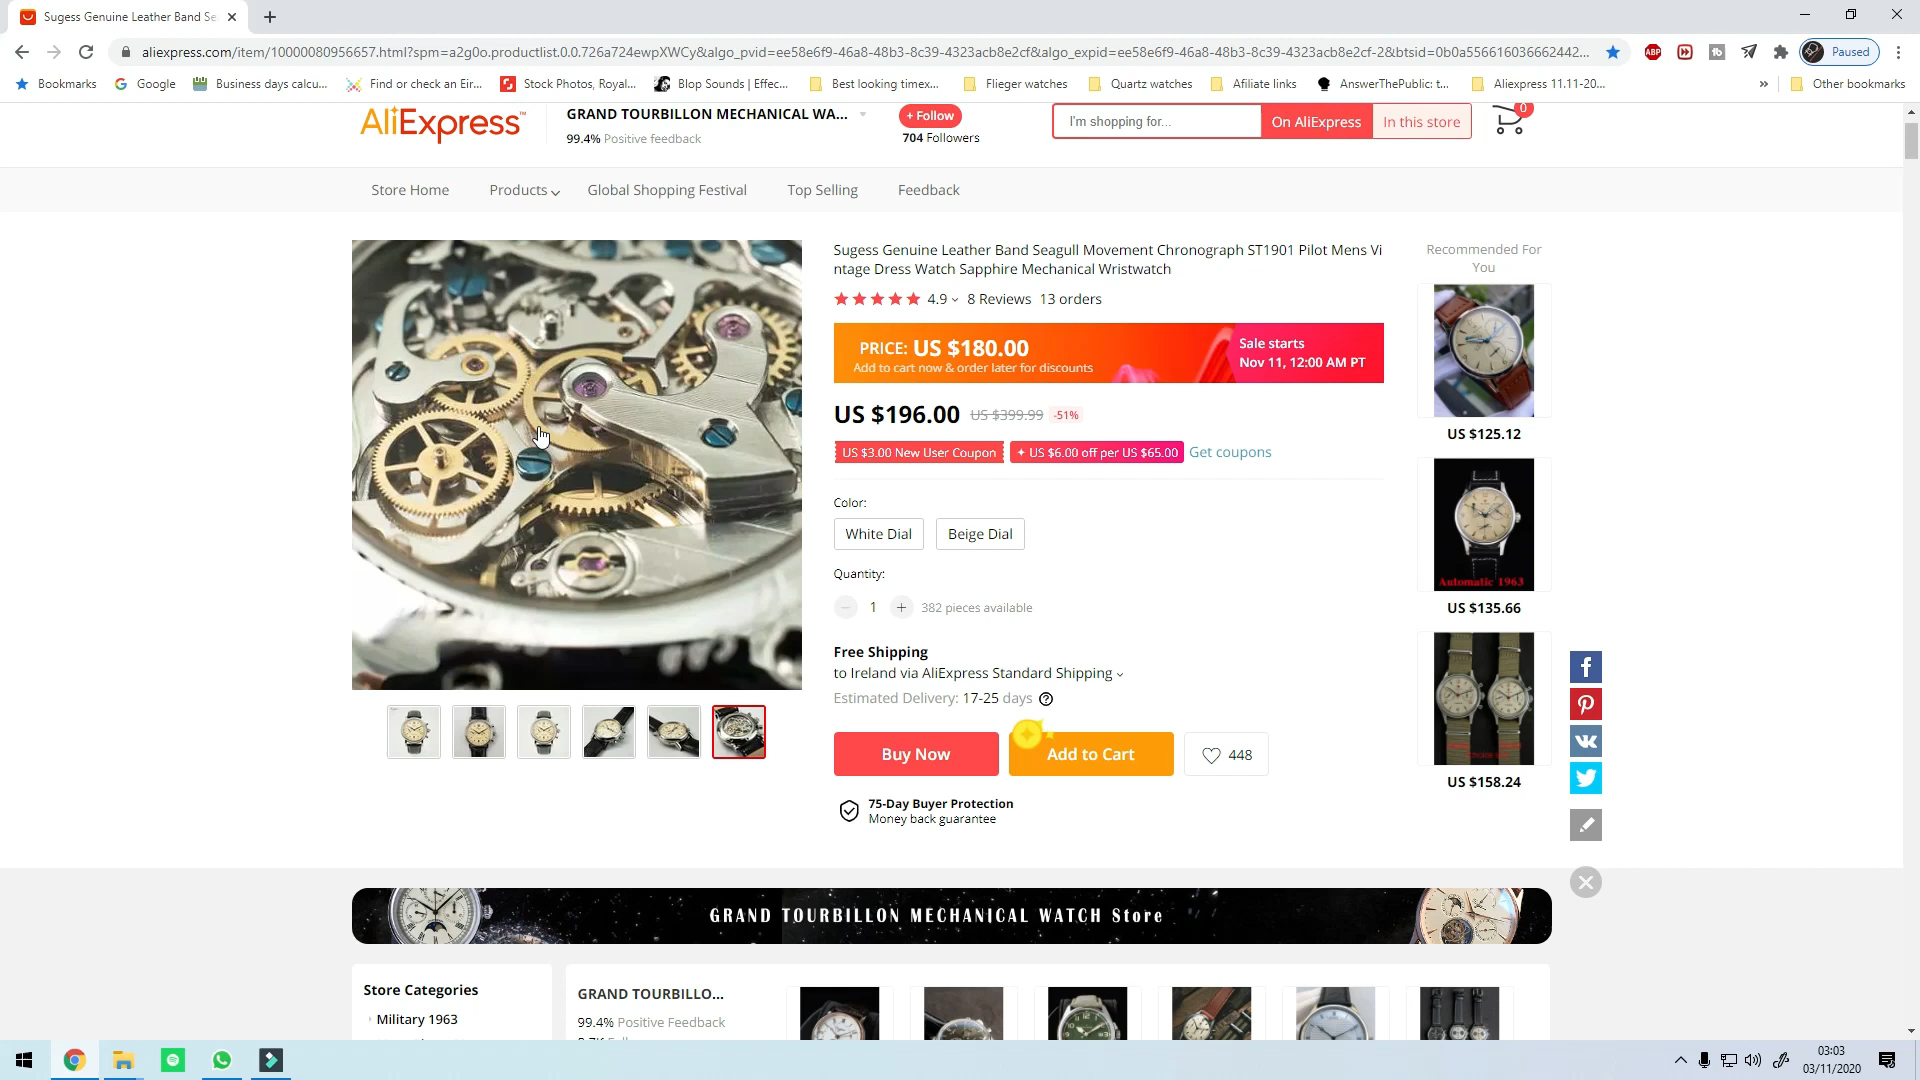 Sugess Genuine Leather Band Se
aliexpress.com/item/10000080956657.html?spm=a2g0o.productlist.0.0.726a724ewpXWCy&algo_pvid=ee58e6f9-46a8-48b3-8c39-4323acb8e2cf&algo_expid=ee58e6f9-46a8-48b3-8c39-4323acb8e2cf-2&btsid=0b0a556616036662442...
ABP
Paused
Bookmarks
Google
Business days calcu...
Find or check an Eir...
Stock Photos, Royal...
Blop Sounds | Effec...
Best looking timex...
Flieger watches
Quartz watches
Afiliate links
AnswerThePublic: t...
Aliexpress 11.11-20...
»
Other bookmarks
AliExpress™
GRAND TOURBILLON MECHANICAL WA...
99.4% Positive feedback
+ Follow
704 Followers
I'm shopping for...
On AliExpress
In this store
0
Store Home
Products
Global Shopping Festival
Top Selling
Feedback
Sugess Genuine Leather Band Seagull Movement Chronograph ST1901 Pilot Mens Vi
ntage Dress Watch Sapphire Mechanical Wristwatch
4.9
8 Reviews
13 orders
PRICE: US $180.00
Add to cart now & order later for discounts
Sale starts
Nov 11, 12:00 AM PT
US $196.00
US $399.99
-51%
US $3.00 New User Coupon
US $6.00 off per US $65.00
Get coupons
Color:
White Dial
Beige Dial
Quantity:
1
382 pieces available
Free Shipping
to Ireland via AliExpress Standard Shipping
Estimated Delivery: 17-25 days
Buy Now
Add to Cart
448
75-Day Buyer Protection
Money back guarantee
Recommended For
You
US $125.12
Automatic 1963
US $135.66
US $158.24
GRAND TOURBILLON MECHANICAL WATCH Store
Store Categories
Military 1963
GRAND TOURBILLO...
99.4% Positive Feedback
03:03
03/11/2020